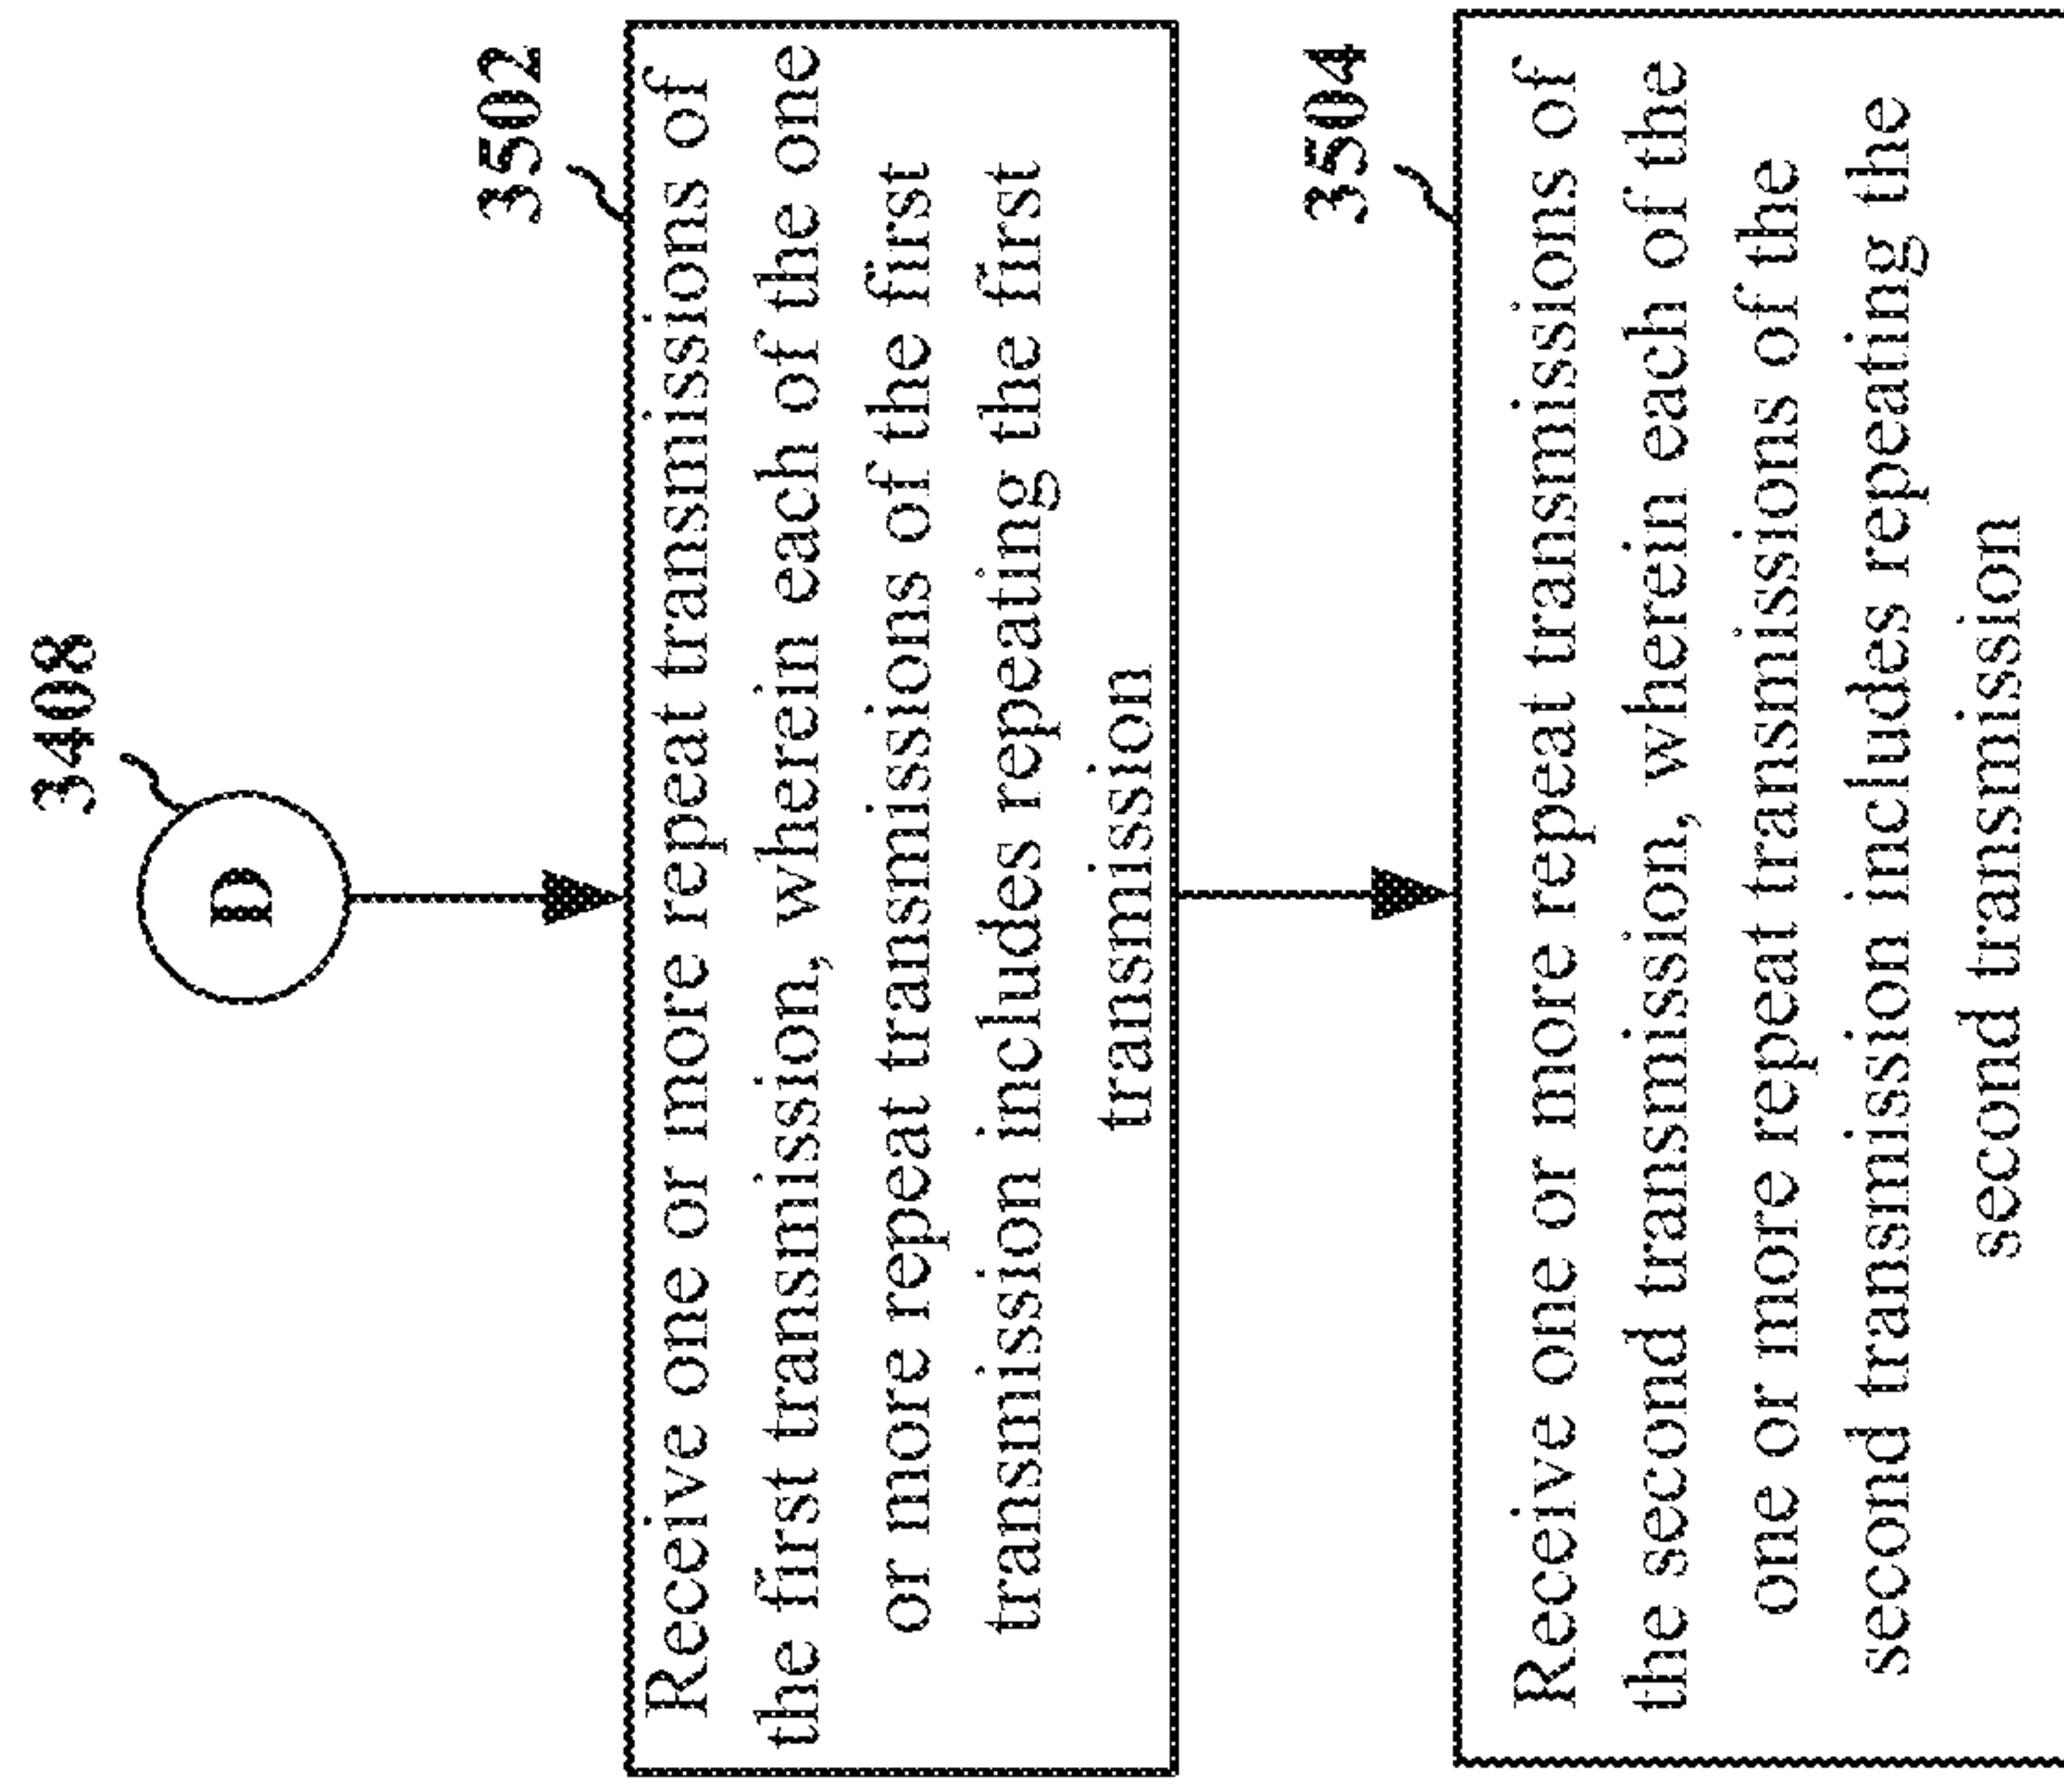 3408
D
3502
Receive one or more repeat transmissions of
the first transmission, wherein each of the one
or more repeat transmissions of the first
transmission includes repeating the first
transmission
3504
Receive one or more repeat transmissions of
the second transmission, wherein each of the
one or more repeat transmissions of the
second transmission includes repeating the
second transmission